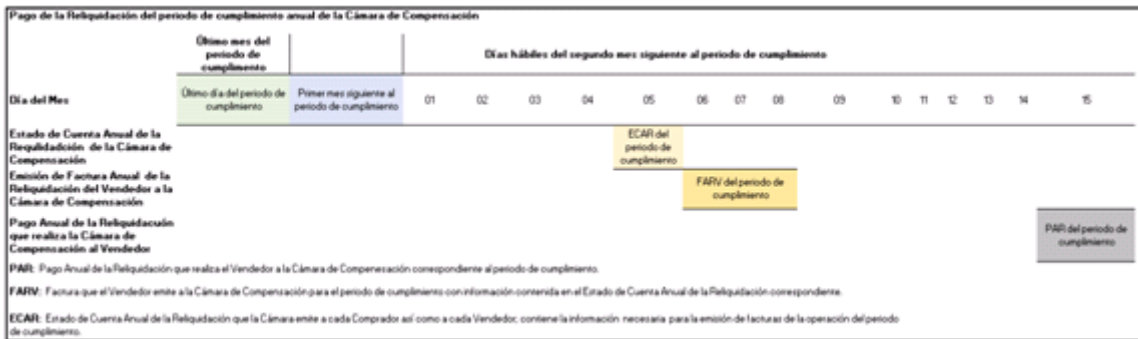 Pago de la Reliquidación del periodo de cumplimiento anual de la Cámara de Compensación
Último mes del
periodo de
cumplimento
Días hábiles del segundo mes siguiente al periodo de cumplimiento
Día del Mes
Último día del periodo de
cumplimiento
Primer mes siguiente al
periodo de cumplimiento
01 02 03 04 05 06 07 08 09 10 11 12 13 14 15
Estado de Cuenta Anual de la
Requlidadción de la Cámara de
Compensación
ECAR del
periodo de
cumplimiento
Emisión de Factura Anual de la
Reliquidación del Vendedor a la
Cámara de Compensación
FARV del periodo de
cumplimiento
Pago Anual de la Reliquidacuón
que realiza la Cámara de
Compensación al Vendedor
PAR del periodo de
cumplimiento
PAR: Pago Anual de la Reliquidación que realiza el Vendedor a la Cámara de Compenesación correspondiente al periodo de cumplimiento.
FARV: Factura que el Vendedor emite a la Cámara de Compensación para el periodo de cumplimiento con información contenida en el Estado de Cuenta Anual de la Reliquidación correspondiente.
ECAR: Estado de Cuenta Anual de la Reliquidación que la Cámara emite a cada Comprador así como a cada Vendedor; contiene la información necesaria para la emisión de facturas de la operación del periodo
de cumplimiento.